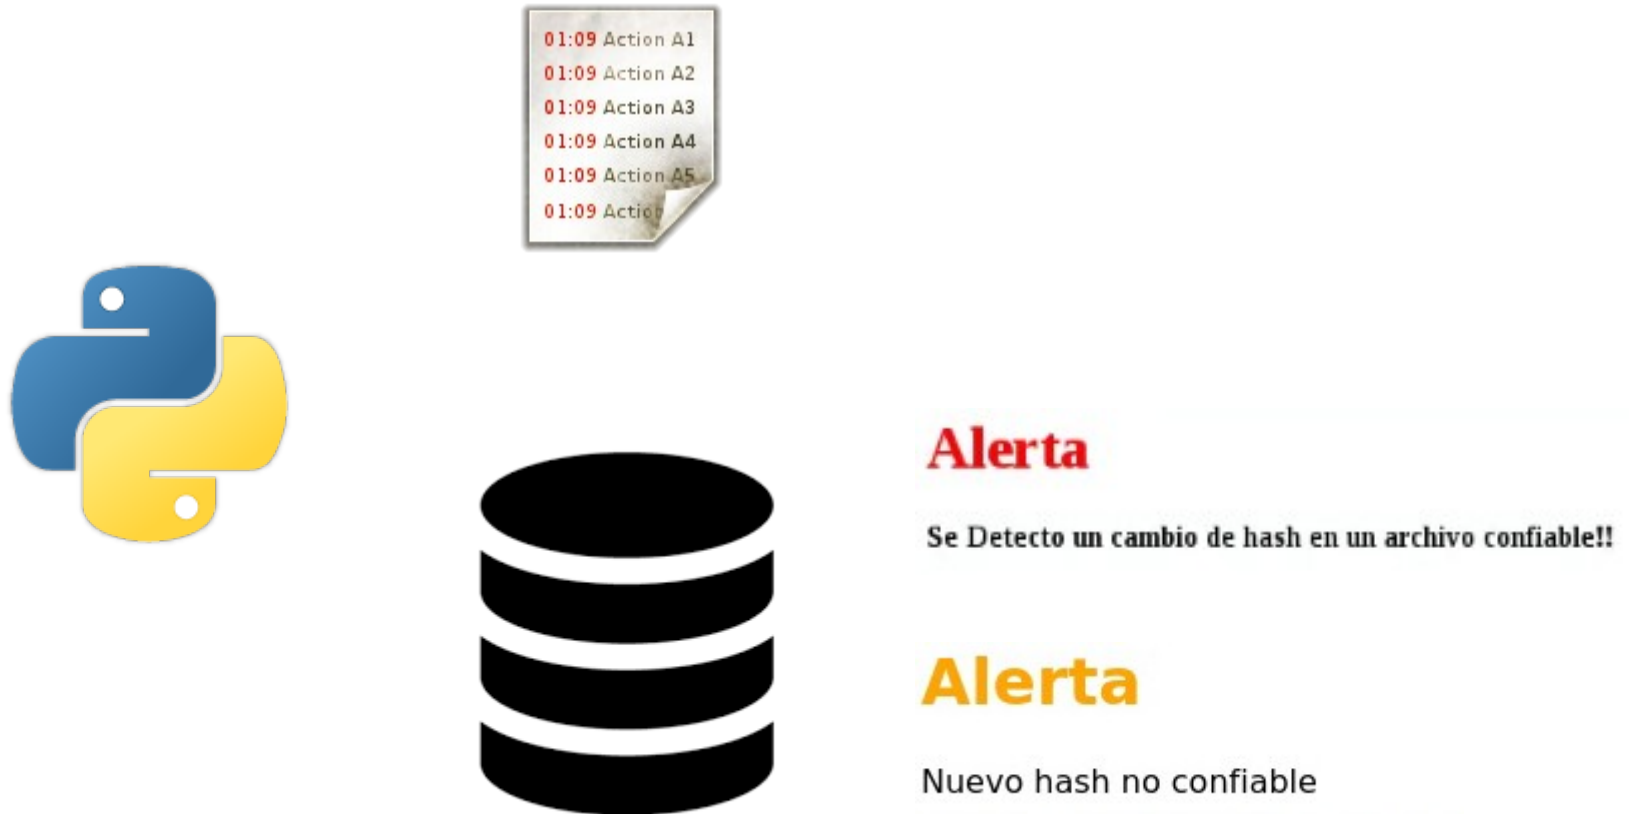 01:09 Action A1
01:09 Action A2
01:09 Action A3
01:09 Action A4
01:09 Action A5
01:09
Alerta
Se Detecto un cambio de hash en un archivo confiable!!
Alerta
Nuevo hash no confiable